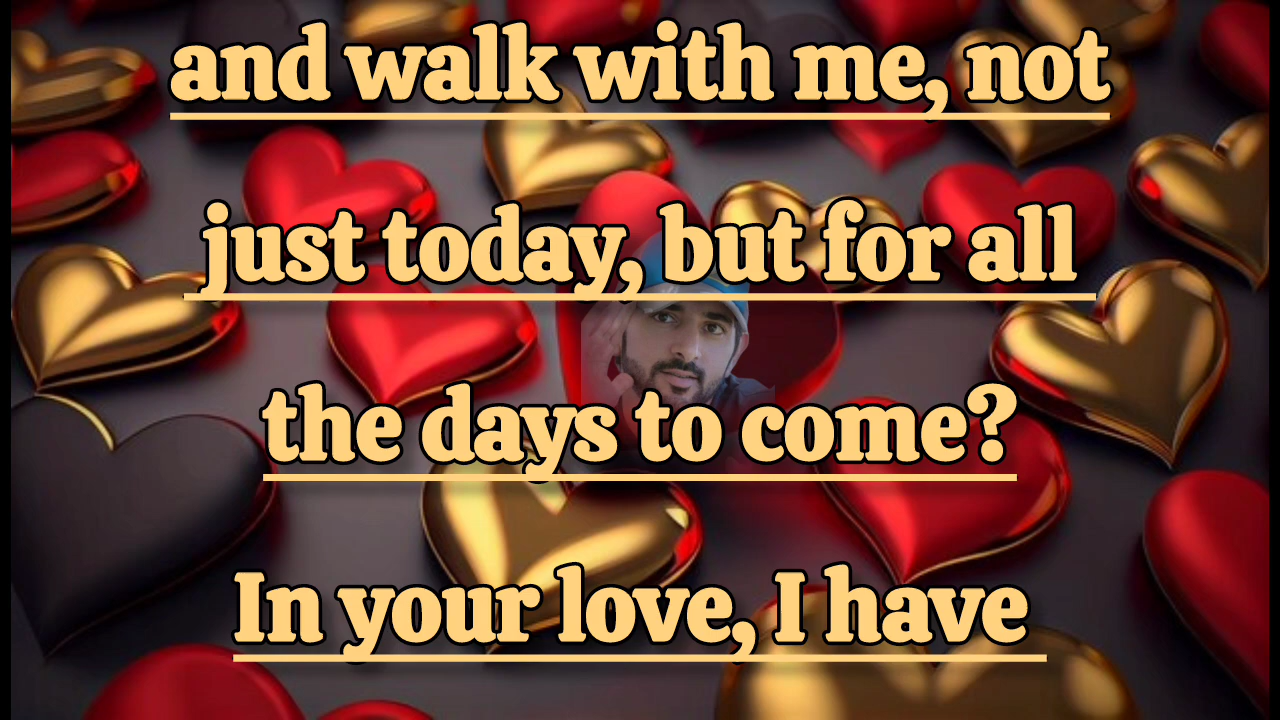 and walk with me, not
just today, but for all
the days to come?
In your love, I have